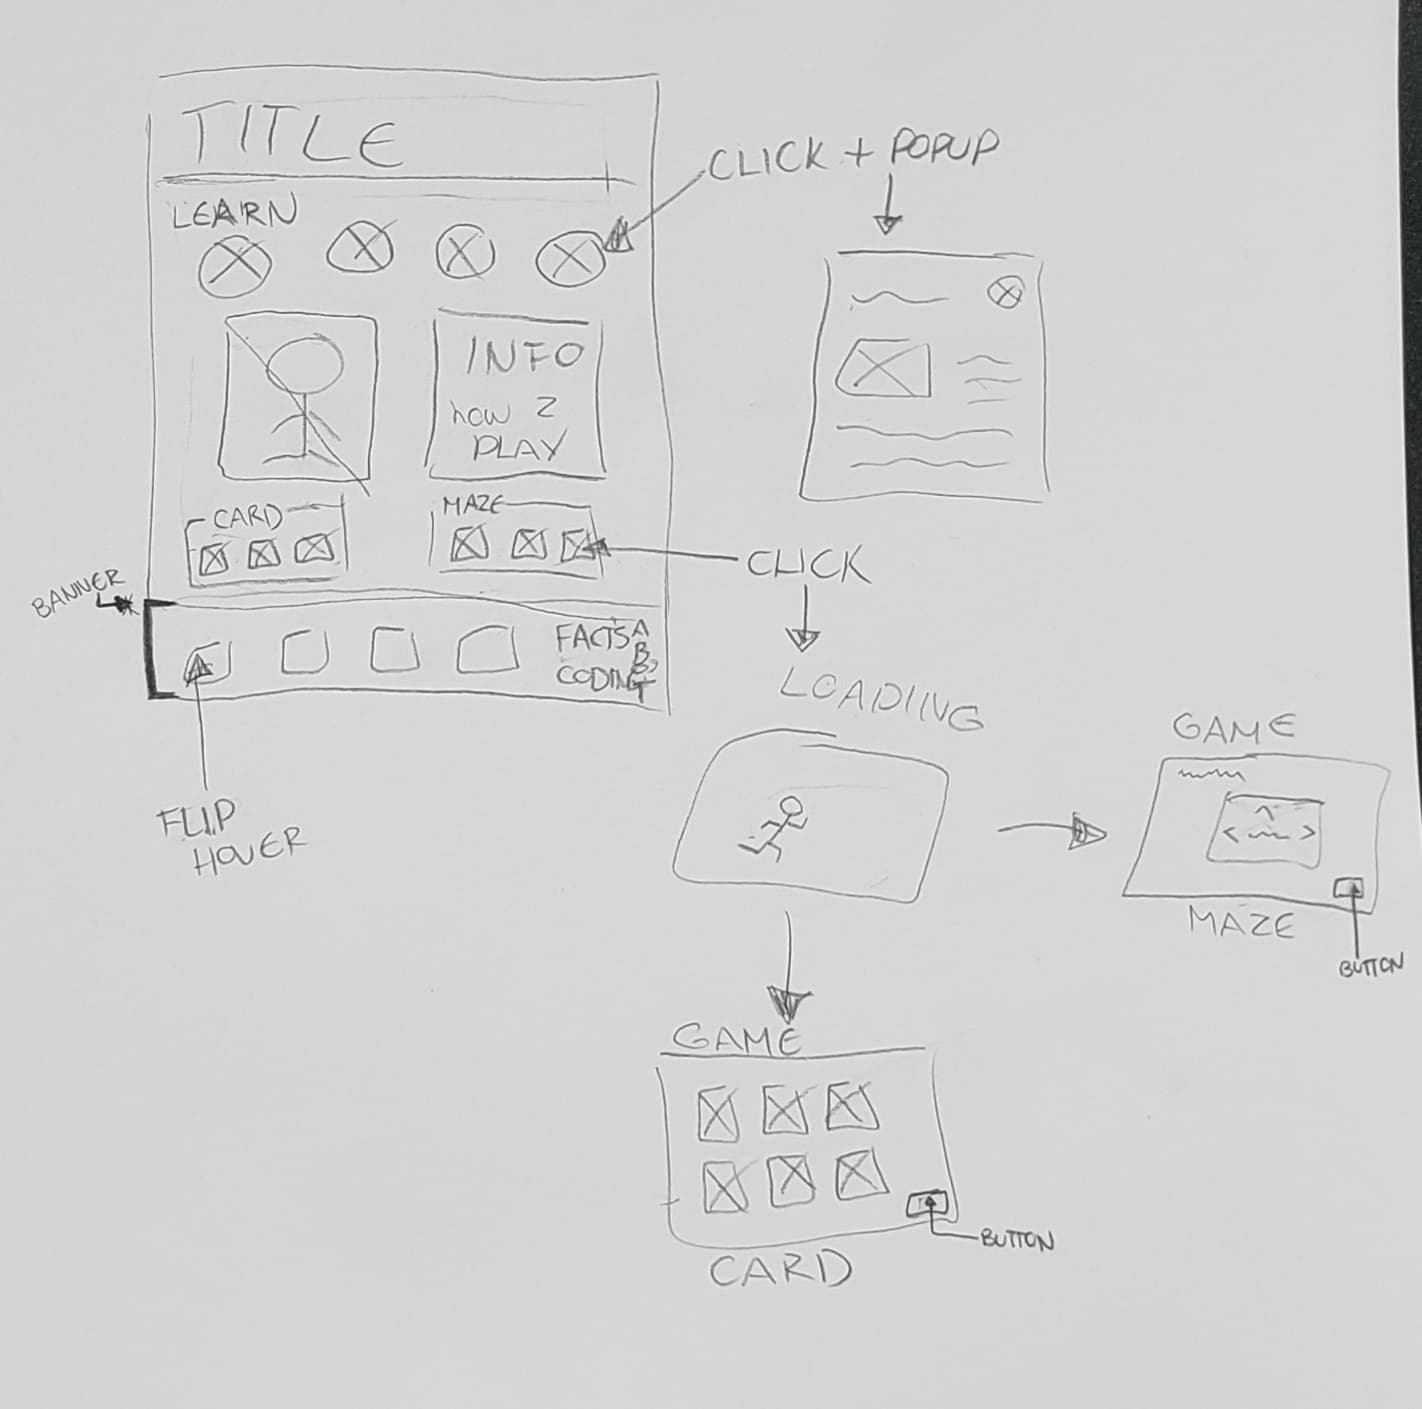 TITLE
CLICK + POPUP
LEARN
INFO
how 2
PLAY
CARD
MAZE
CLICK
BANNER
FACTS
ABT
CODING
LOADING
FLIP
HOVER
GAME
MAZE
BUTTON
GAME
BUTTON
CARD